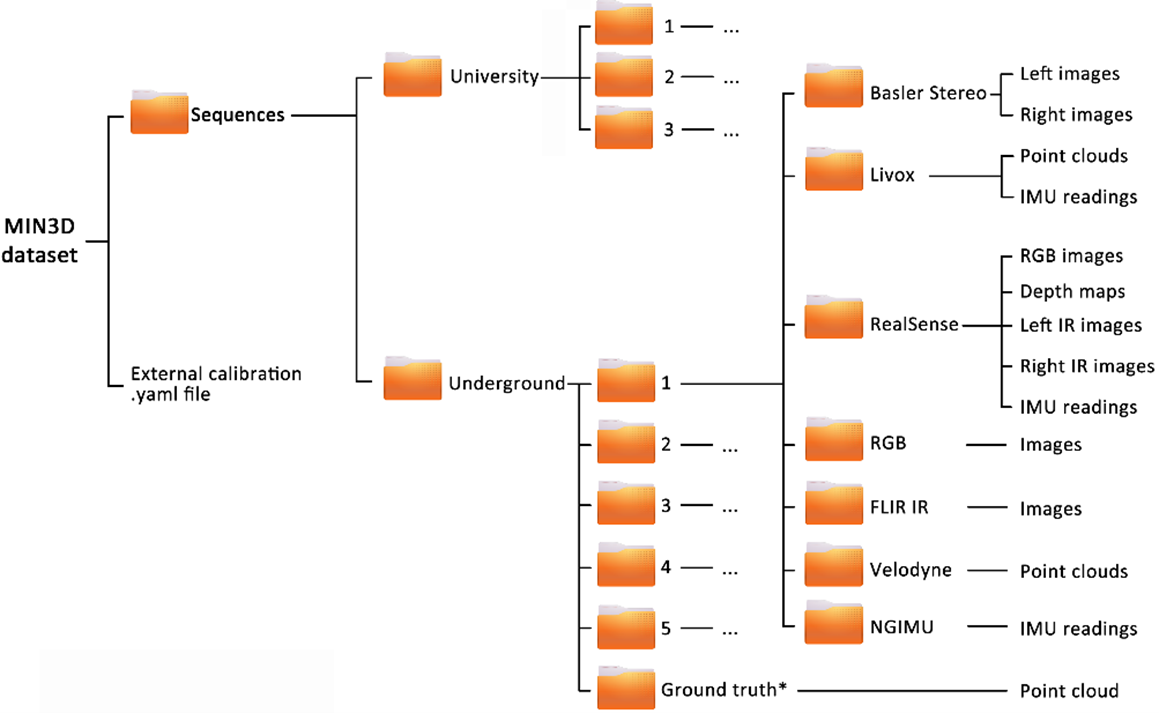 MIN3D
dataset
Sequences
External calibration
.yaml file
University
1 ...
2 ...
3 ...
Underground
1
2 ...
3 ...
4 ...
5 ...
Ground truth*
Point cloud
Basler Stereo
Left images
Right images
Livox
Point clouds
IMU readings
RealSense
RGB images
Depth maps
Left IR images
Right IR images
IMU readings
RGB
Images
FLIR IR
Images
Velodyne
Point clouds
NGIMU
IMU readings